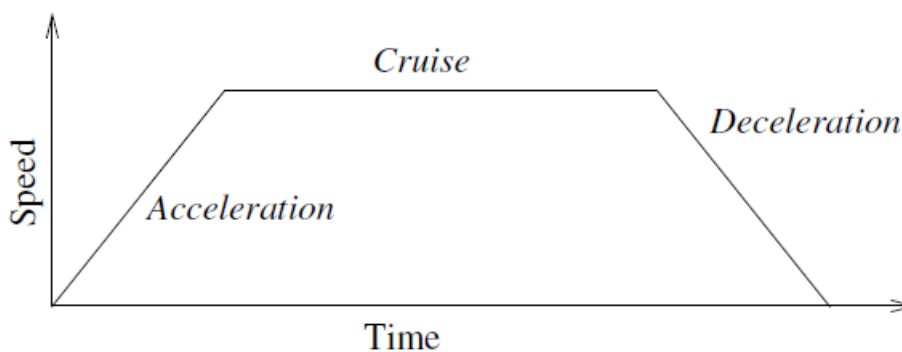 Cruise
Deceleration
Speed
Acceleration
Time